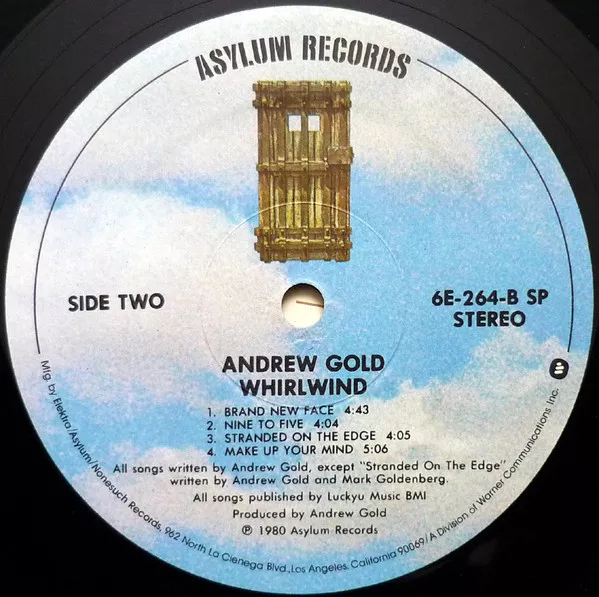 ASYLUM RECORDS
SIDE TWO
6E-264-B SP
STEREO
ANDREW GOLD
WHIRLWIND
1. BRAND NEW FACE 4:43
2. NINE TO FIVE 4:04
3. STRANDED ON THE EDGE 4:05
4. MAKE UP YOUR MIND 5:06
All songs written by Andrew Gold, except "Stranded On The Edge"
written by Andrew Gold and Mark Goldenberg.
All songs published by Luckyu Music BMI
Produced by Andrew Gold
℗ 1980 Asylum Records
Mfg. by Elektra/Asylum/Nonesuch Records, 962 North La Cienega Blvd., Los Angeles, California 90069/A Division of Warner Communications Inc.